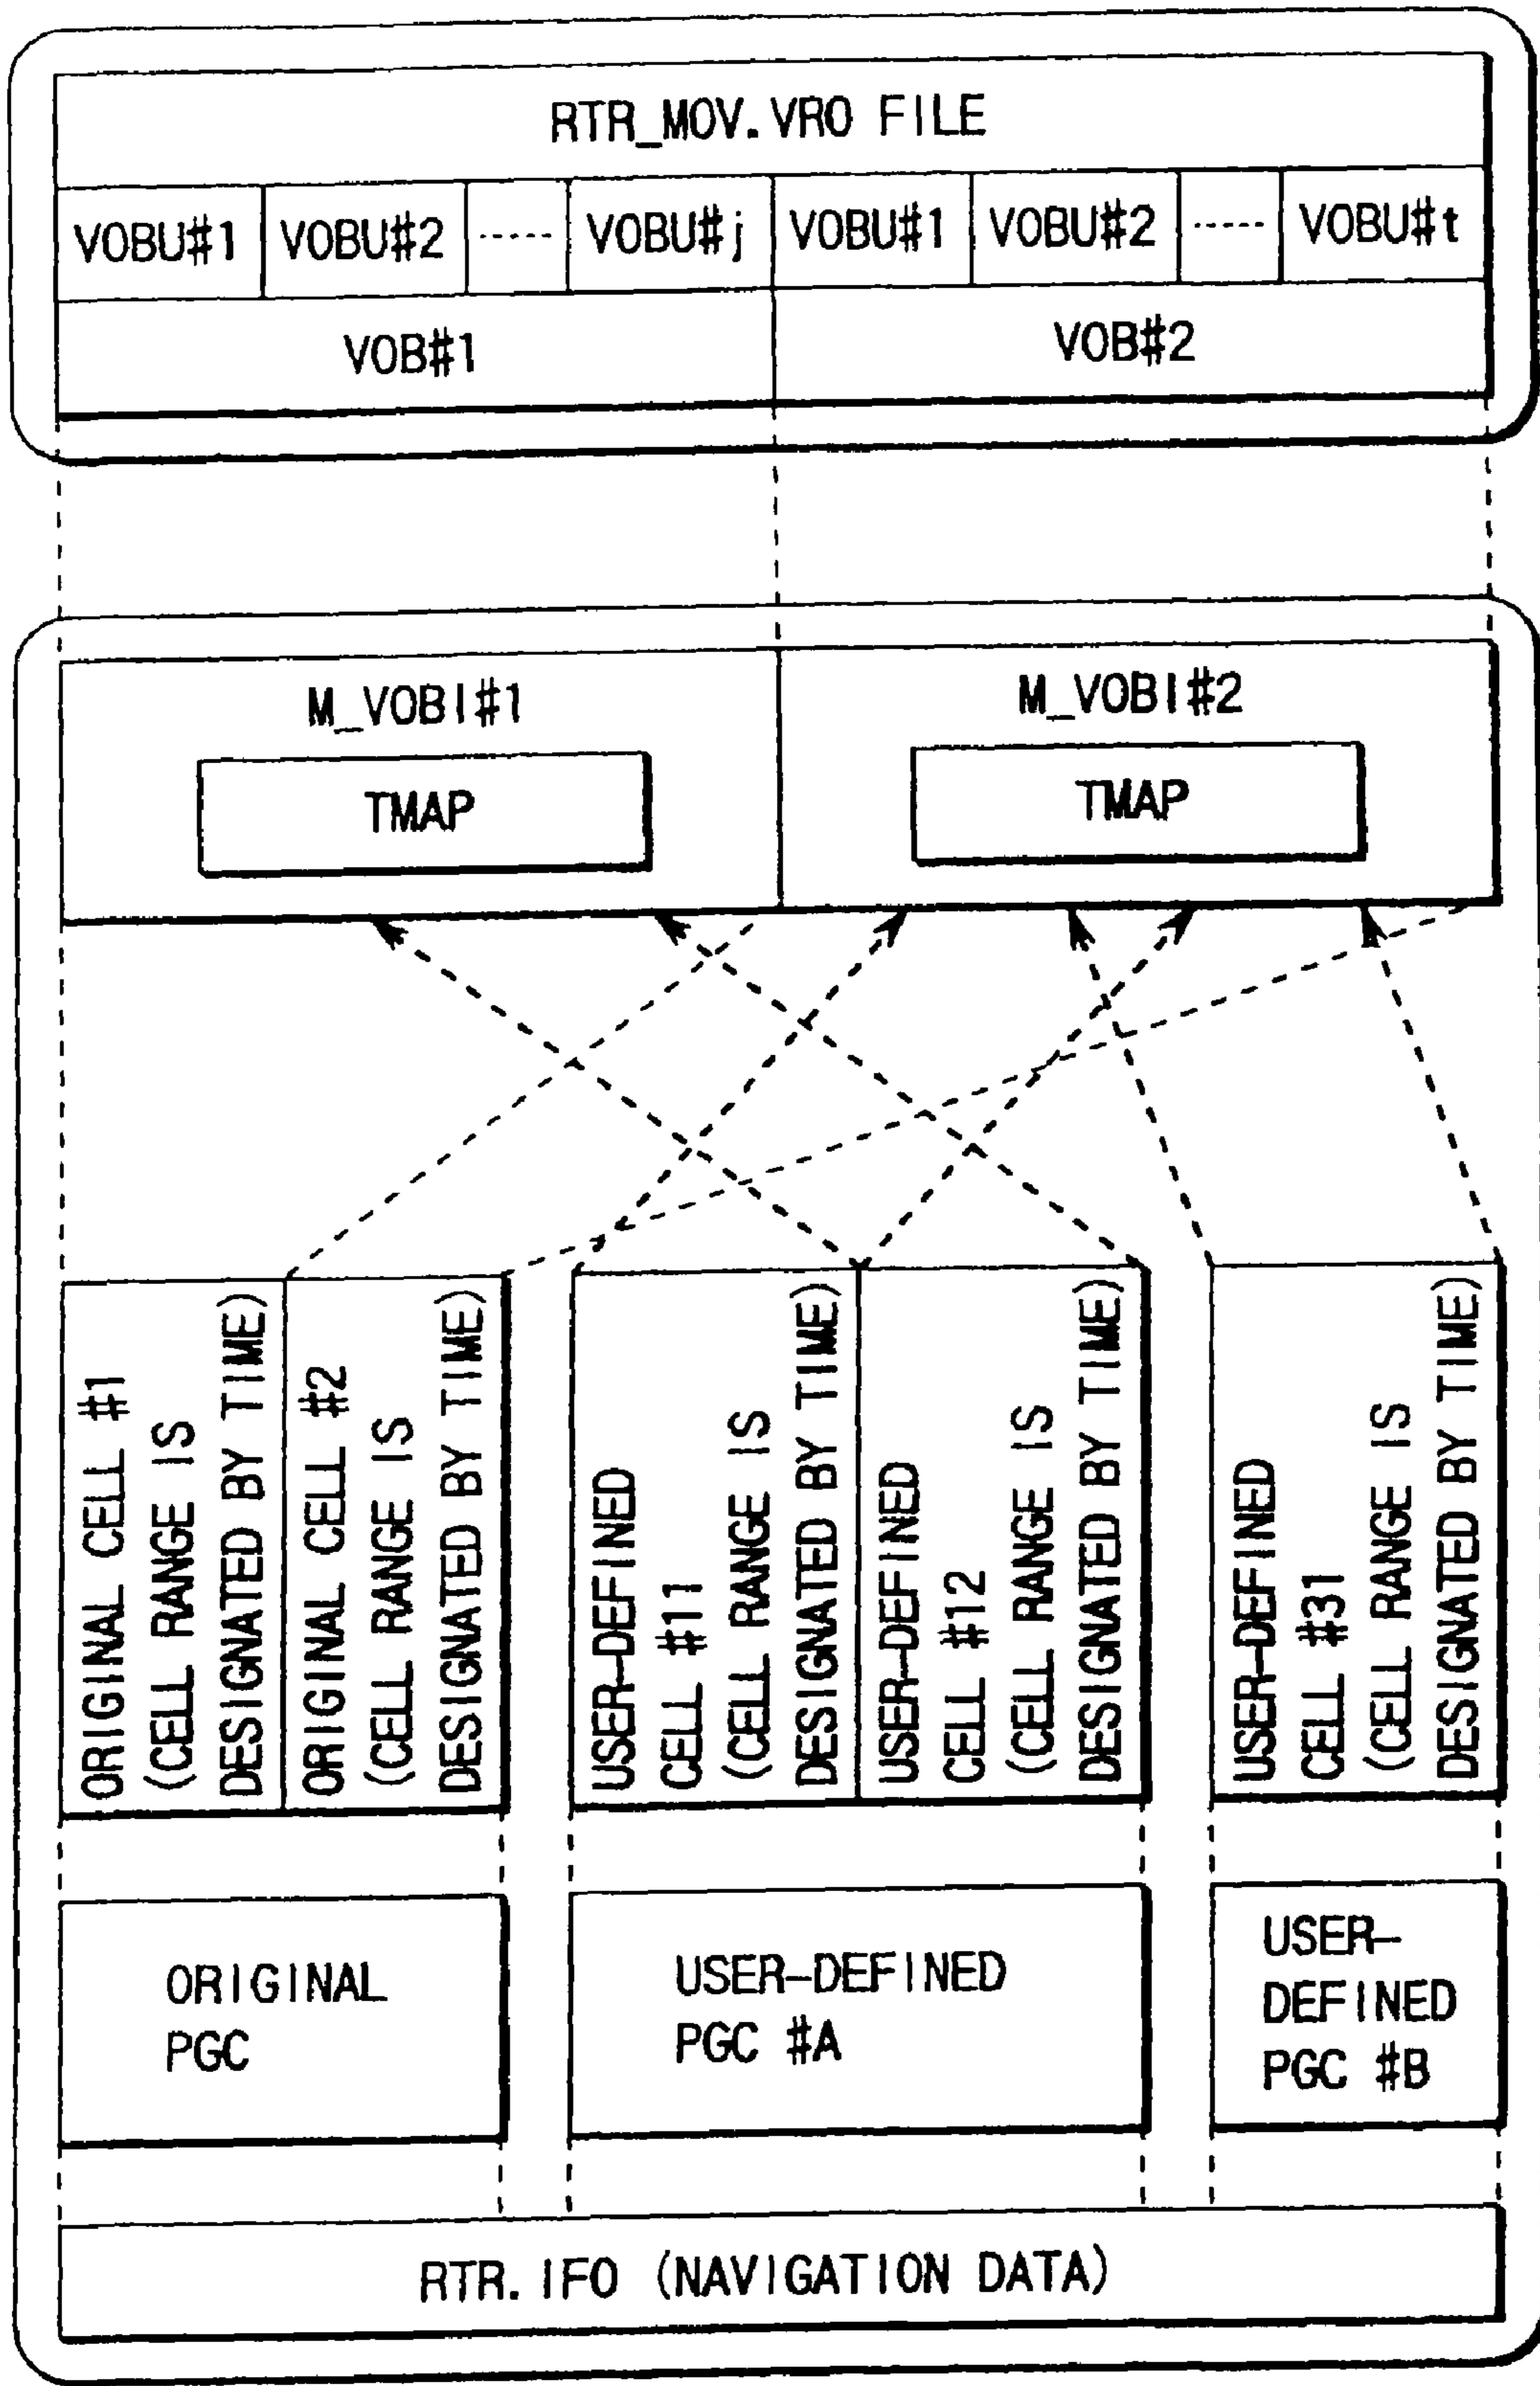 RTR_MOV.VRO FILE
VOBU#1 VOBU#2 ----- VOBU#j VOBU#1 VOBU#2 ----- VOBU#t
VOB#1 VOB#2
M_VOBI#1 M_VOBI#2
TMAP TMAP
ORIGINAL CELL #1
(CELL RANGE IS
DESIGNATED BY TIME)
ORIGINAL CELL #2
(CELL RANGE IS
DESIGNATED BY TIME)
USER-DEFINED
CELL #11
(CELL RANGE IS
DESIGNATED BY TIME)
USER-DEFINED
CELL #12
(CELL RANGE IS
DESIGNATED BY TIME)
USER-DEFINED
CELL #31
(CELL RANGE IS
DESIGNATED BY TIME)
ORIGINAL
PGC
USER-DEFINED
PGC #A
USER-
DEFINED
PGC #B
RTR.IFO (NAVIGATION DATA)